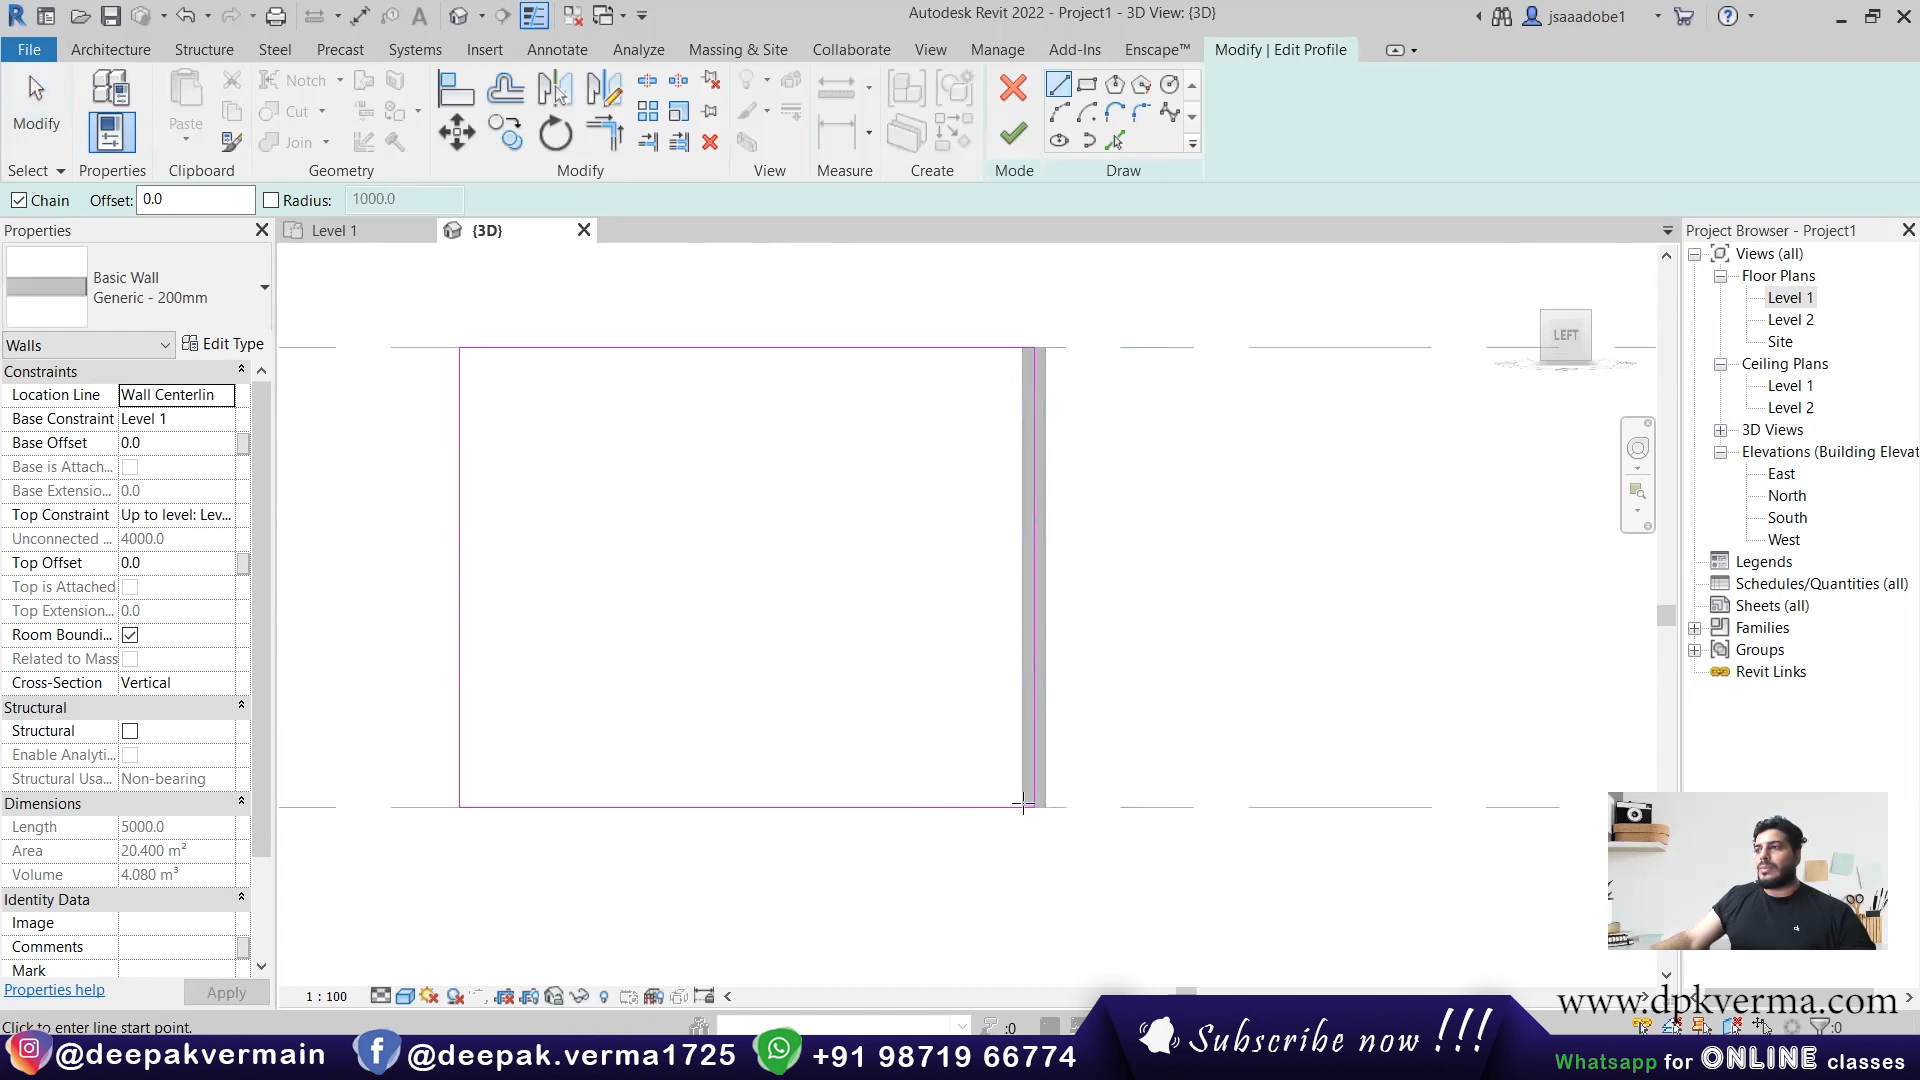 Autodesk Revit 2022 - Project1 - 3D View: {3D}
jsaaadobe1
File
Architecture
Structure
Steel
Precast
Systems
Insert
Annotate
Analyze
Massing & Site
Collaborate
View
Manage
Add-Ins
Enscape™
Modify | Edit Profile
Modify
Paste
Notch
Cut
Join
Select
Properties
Clipboard
Geometry
Modify
View
Measure
Create
Mode
Draw
Chain
Offset:
0.0
Radius:
1000.0
Properties
Basic Wall
Generic - 200mm
Walls
Edit Type
Constraints
Location Line Wall Centerlin
Base Constraint Level 1
Base Offset 0.0
Base is Attach...
Base Extensio... 0.0
Top Constraint Up to level: Lev...
Unconnected ... 4000.0
Top Offset 0.0
Top is Attached
Top Extension... 0.0
Room Boundi...
Related to Mass
Cross-Section Vertical
Structural
Structural
Enable Analyti...
Structural Usa... Non-bearing
Dimensions
Length 5000.0
Area 20.400 m²
Volume 4.080 m³
Identity Data
Image
Comments
Mark
Properties help
Apply
Level 1
{3D}
LEFT
1 : 100
Project Browser - Project1
Views (all)
Floor Plans
Level 1
Level 2
Site
Ceiling Plans
Level 1
Level 2
3D Views
Elevations (Building Elevat
East
North
South
West
Legends
Schedules/Quantities (all)
Sheets (all)
Families
Groups
Revit Links
Click to enter line start point.
:0
:0
www.dpkverma.com
@deepakvermain
@deepak.verma1725
+91 98719 66774
Subscribe now !!!
Whatsapp for ONLINE classes